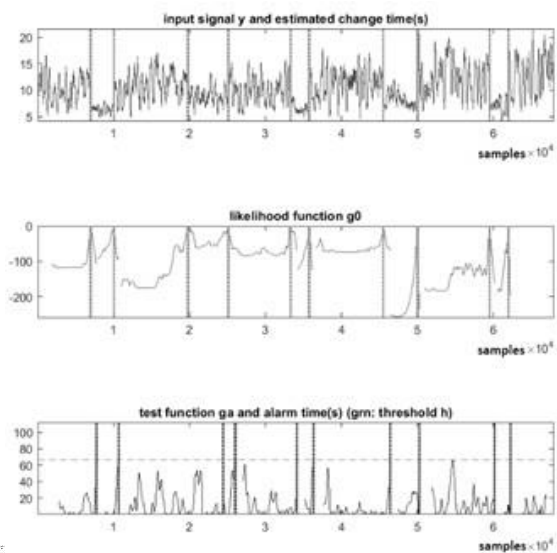 input signal y and estimated change time(s)
20
15
10
5
1 2 3 4 5 6
samples ×10⁴
likelihood function g0
0
-100
-200
1 2 3 4 5 6
samples ×10⁴
test function ga and alarm time(s) (grn: threshold h)
100
80
60
40
20
1 2 3 4 5 6
samples ×10⁴